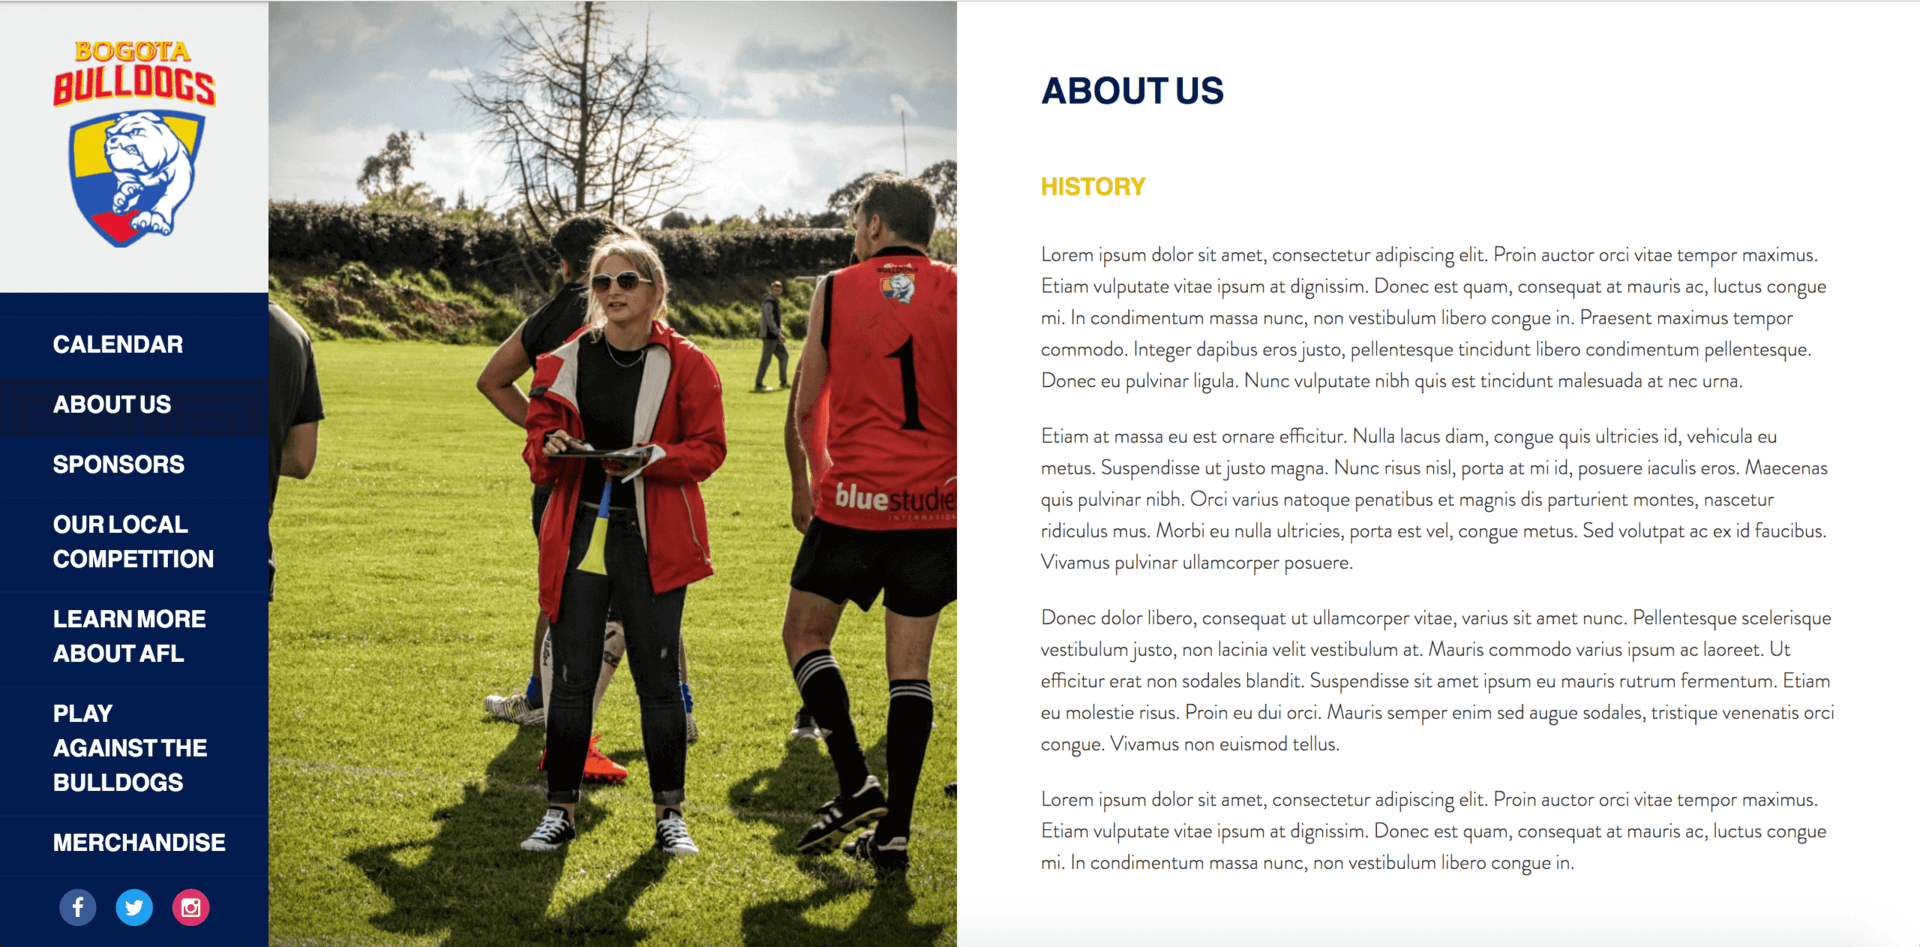 BOGOTA
BULLDOGS
CALENDAR
ABOUT US
SPONSORS
OUR LOCAL
COMPETITION
LEARN MORE
ABOUT AFL
PLAY
AGAINST THE
BULLDOGS
MERCHANDISE
BULLDOGS
1
bluestudies
INTERNATIONAL
ABOUT US
HISTORY
Lorem ipsum dolor sit amet, consectetur adipiscing elit. Proin auctor orci vitae tempor maximus.
Etiam vulputate vitae ipsum at dignissim. Donec est quam, consequat at mauris ac, luctus congue
mi. In condimentum massa nunc, non vestibulum libero congue in. Praesent maximus tempor
commodo. Integer dapibus eros justo, pellentesque tincidunt libero condimentum pellentesque.
Donec eu pulvinar ligula. Nunc vulputate nibh quis est tincidunt malesuada at nec urna.
Etiam at massa eu est ornare efficitur. Nulla lacus diam, congue quis ultricies id, vehicula eu
metus. Suspendisse ut justo magna. Nunc risus nisl, porta at mi id, posuere iaculis eros. Maecenas
quis pulvinar nibh. Orci varius natoque penatibus et magnis dis parturient montes, nascetur
ridiculus mus. Morbi eu nulla ultricies, porta est vel, congue metus. Sed volutpat ac ex id faucibus.
Vivamus pulvinar ullamcorper posuere.
Donec dolor libero, consequat ut ullamcorper vitae, varius sit amet nunc. Pellentesque scelerisque
vestibulum justo, non lacinia velit vestibulum at. Mauris commodo varius ipsum ac laoreet. Ut
efficitur erat non sodales blandit. Suspendisse sit amet ipsum eu mauris rutrum fermentum. Etiam
eu molestie risus. Proin eu dui orci. Mauris semper enim sed augue sodales, tristique venenatis orci
congue. Vivamus non euismod tellus.
Lorem ipsum dolor sit amet, consectetur adipiscing elit. Proin auctor orci vitae tempor maximus.
Etiam vulputate vitae ipsum at dignissim. Donec est quam, consequat at mauris ac, luctus congue
mi. In condimentum massa nunc, non vestibulum libero congue in.